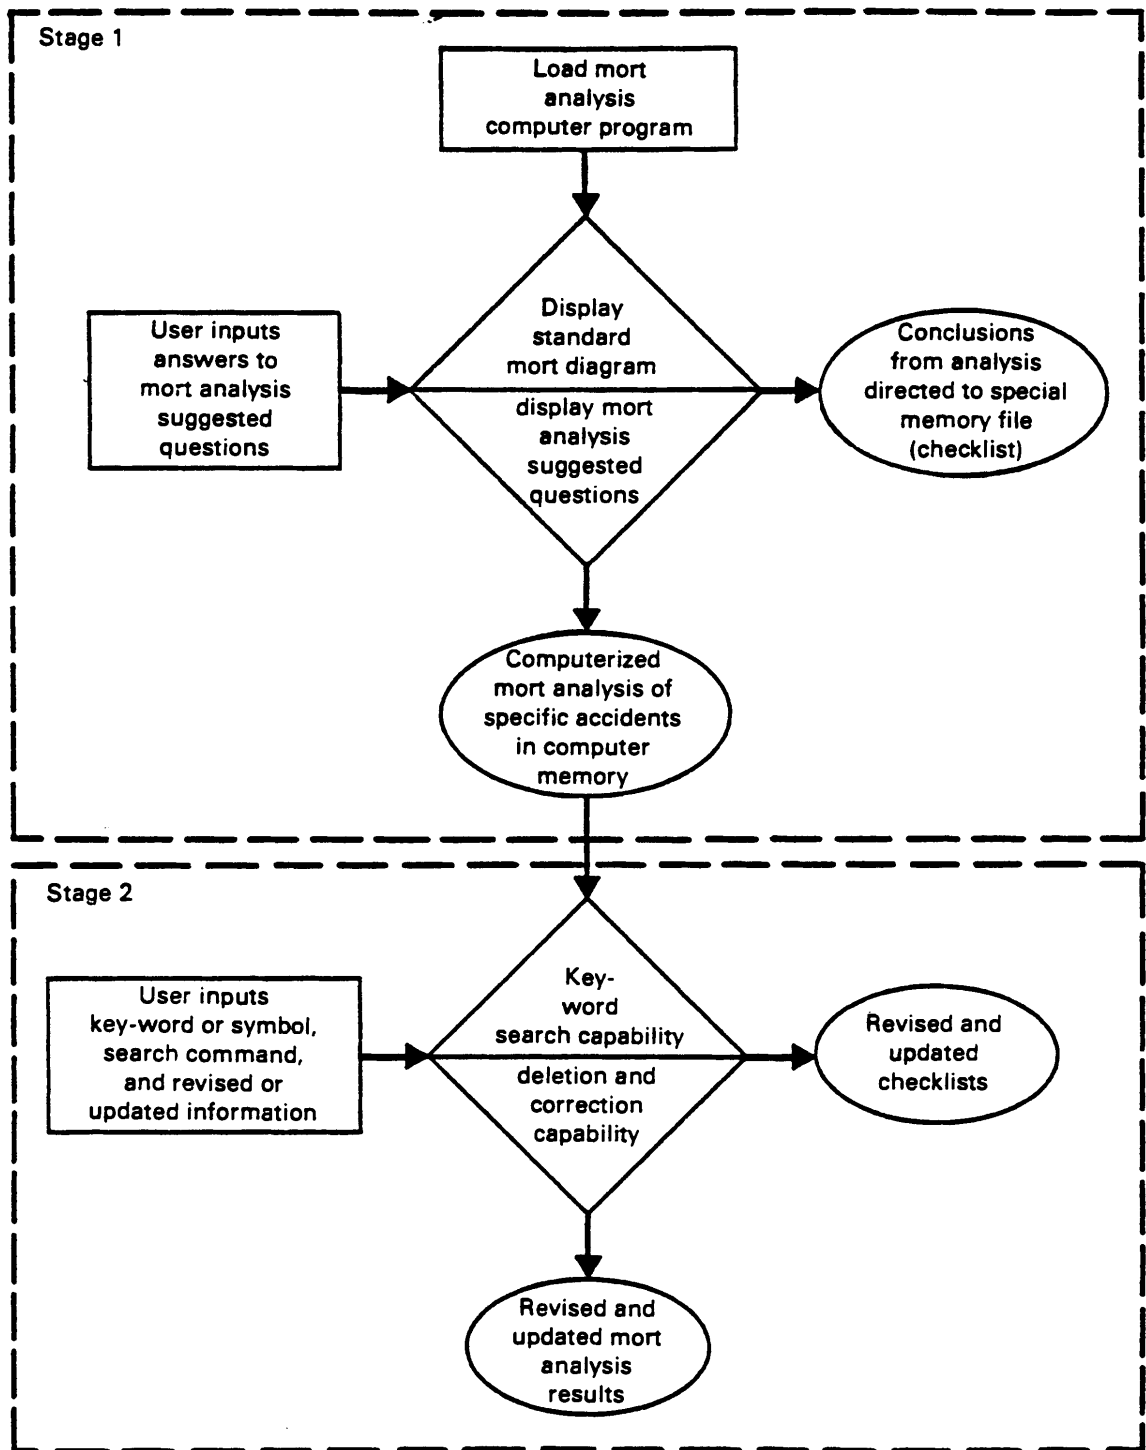 Stage 1
Load mort
analysis
computer program
User inputs
answers to
mort analysis
suggested
questions
Display
standard
mort diagram
display mort
analysis
suggested
questions
Conclusions
from analysis
directed to special
memory file
(checklist)
Computerized
mort analysis of
specific accidents
in computer
memory
Stage 2
User inputs
key-word or symbol,
search command,
and revised or
updated information
Key-
word
search capability
deletion and
correction
capability
Revised and
updated
checklists
Revised and
updated mort
analysis
results